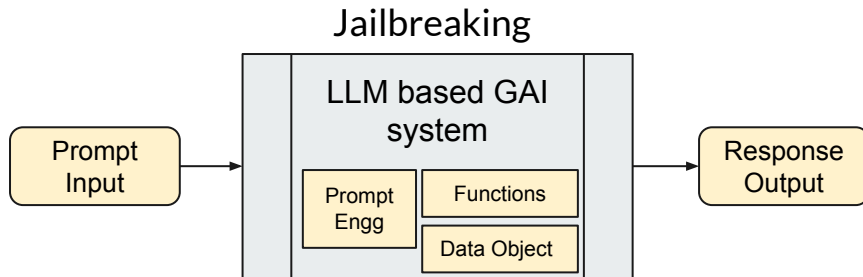 Jailbreaking
LLM based GAI
system
Prompt
Input
Prompt
Engg
Functions
Data Object
Response
Output